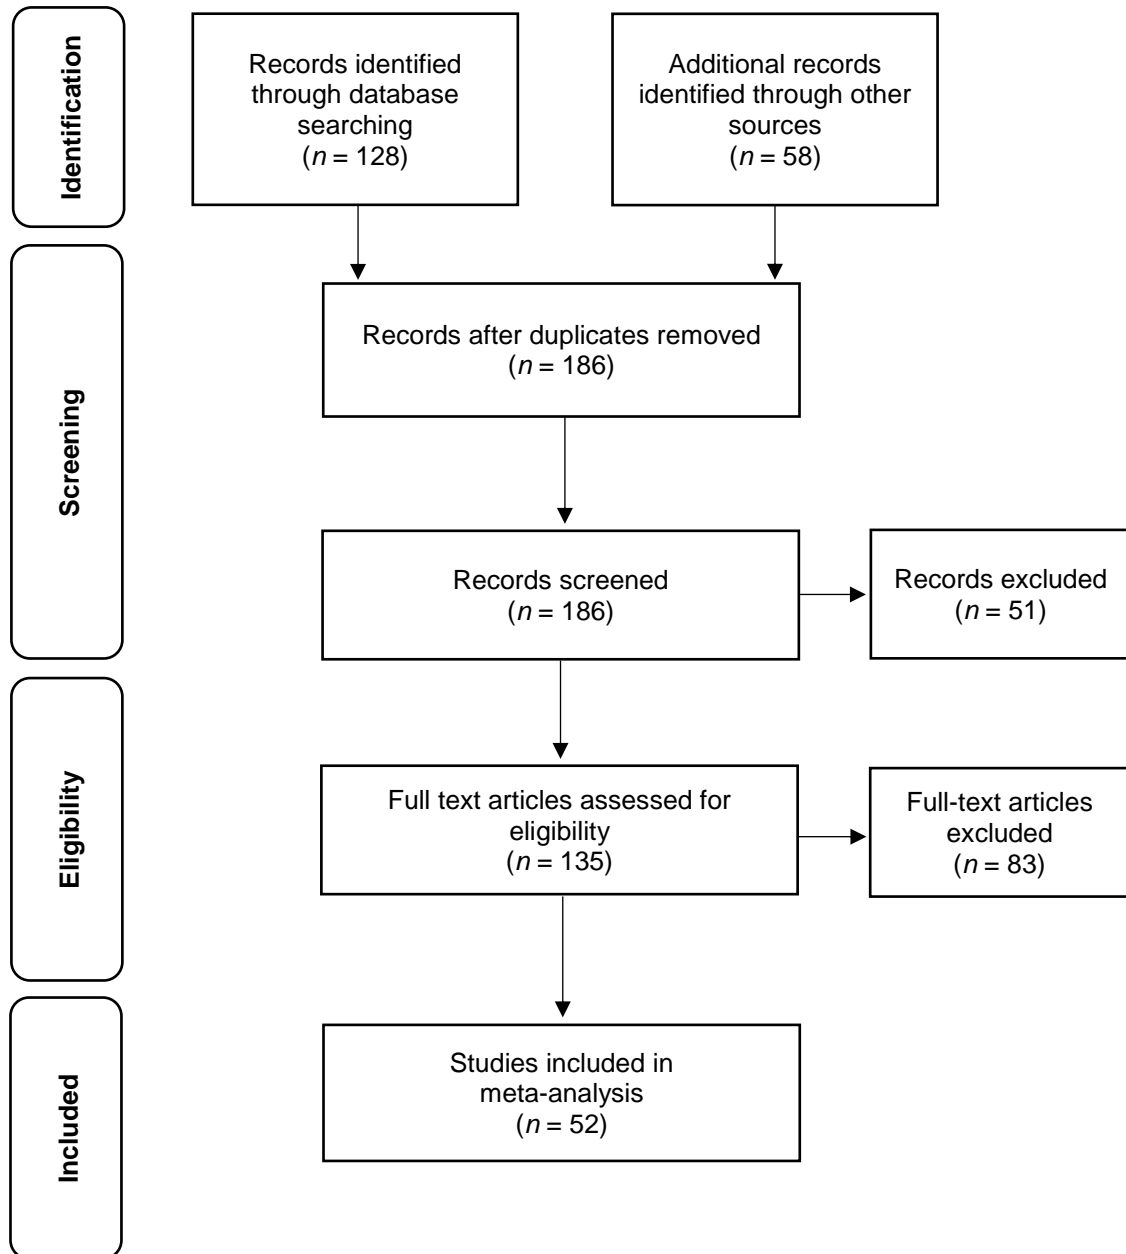 Identification
Records identified
through database
searching
(n = 128)
Additional records
identified through other
sources
(n = 58)
Screening
Records after duplicates removed
(n = 186)
Records screened
(n = 186)
Records excluded
(n = 51)
Eligibility
Full text articles assessed for
eligibility
(n = 135)
Full-text articles
excluded
(n = 83)
Included
Studies included in
meta-analysis
(n = 52)